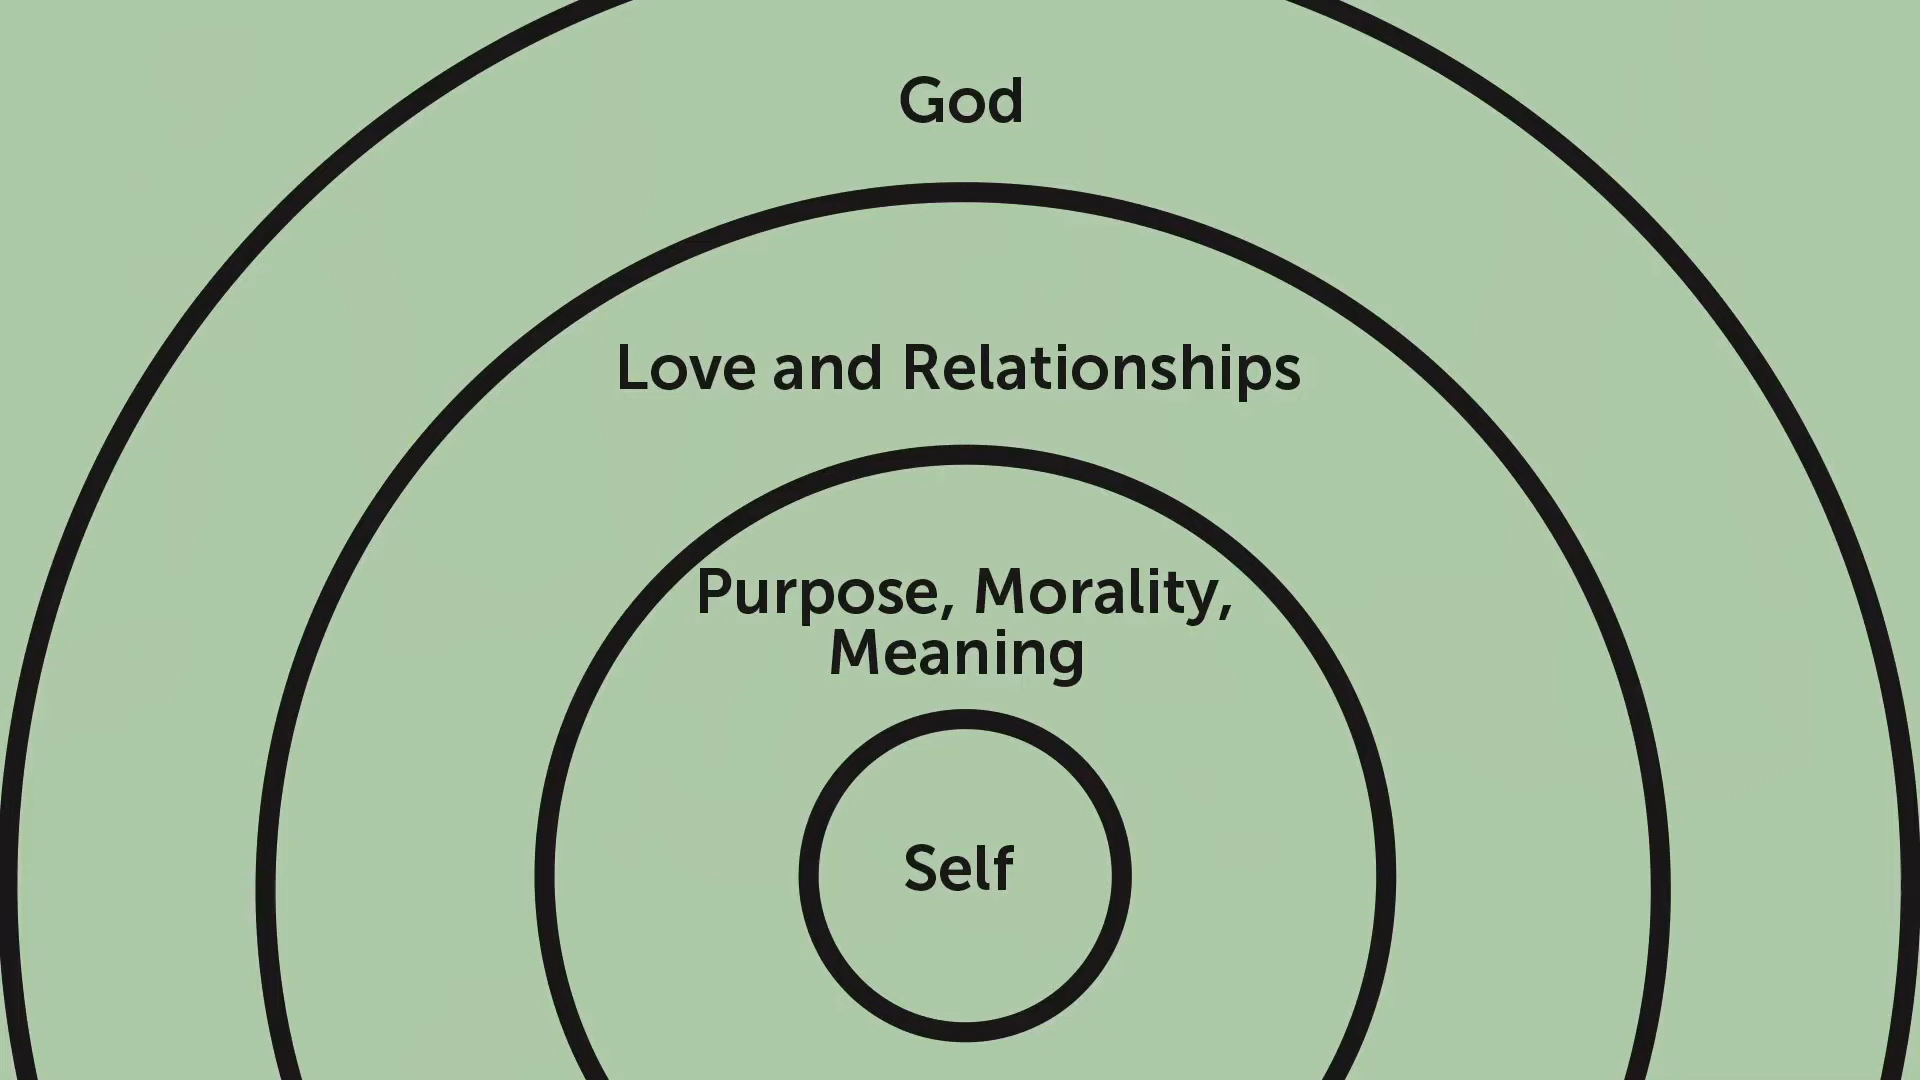 God
Love and Relationships
Purpose, Morality,
Meaning
Self